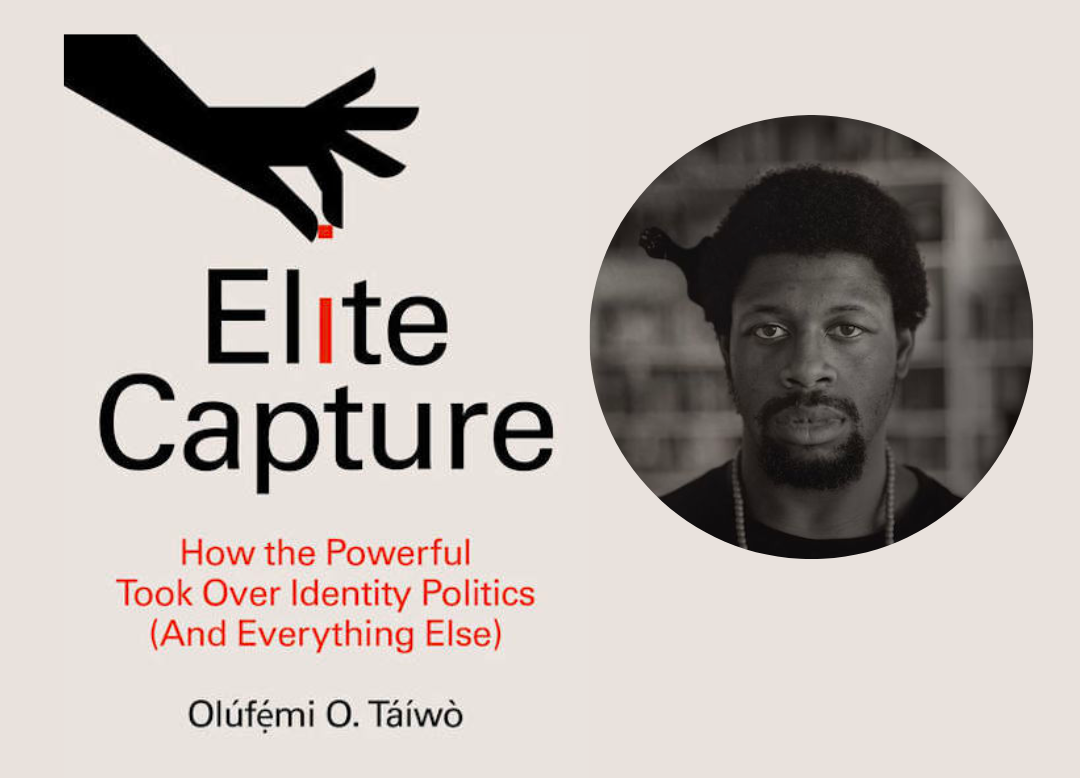 Elite
Capture
How the Powerful
Took Over Identity Politics
(And Everything Else)
Olúfẹ́mi O. Táíwò